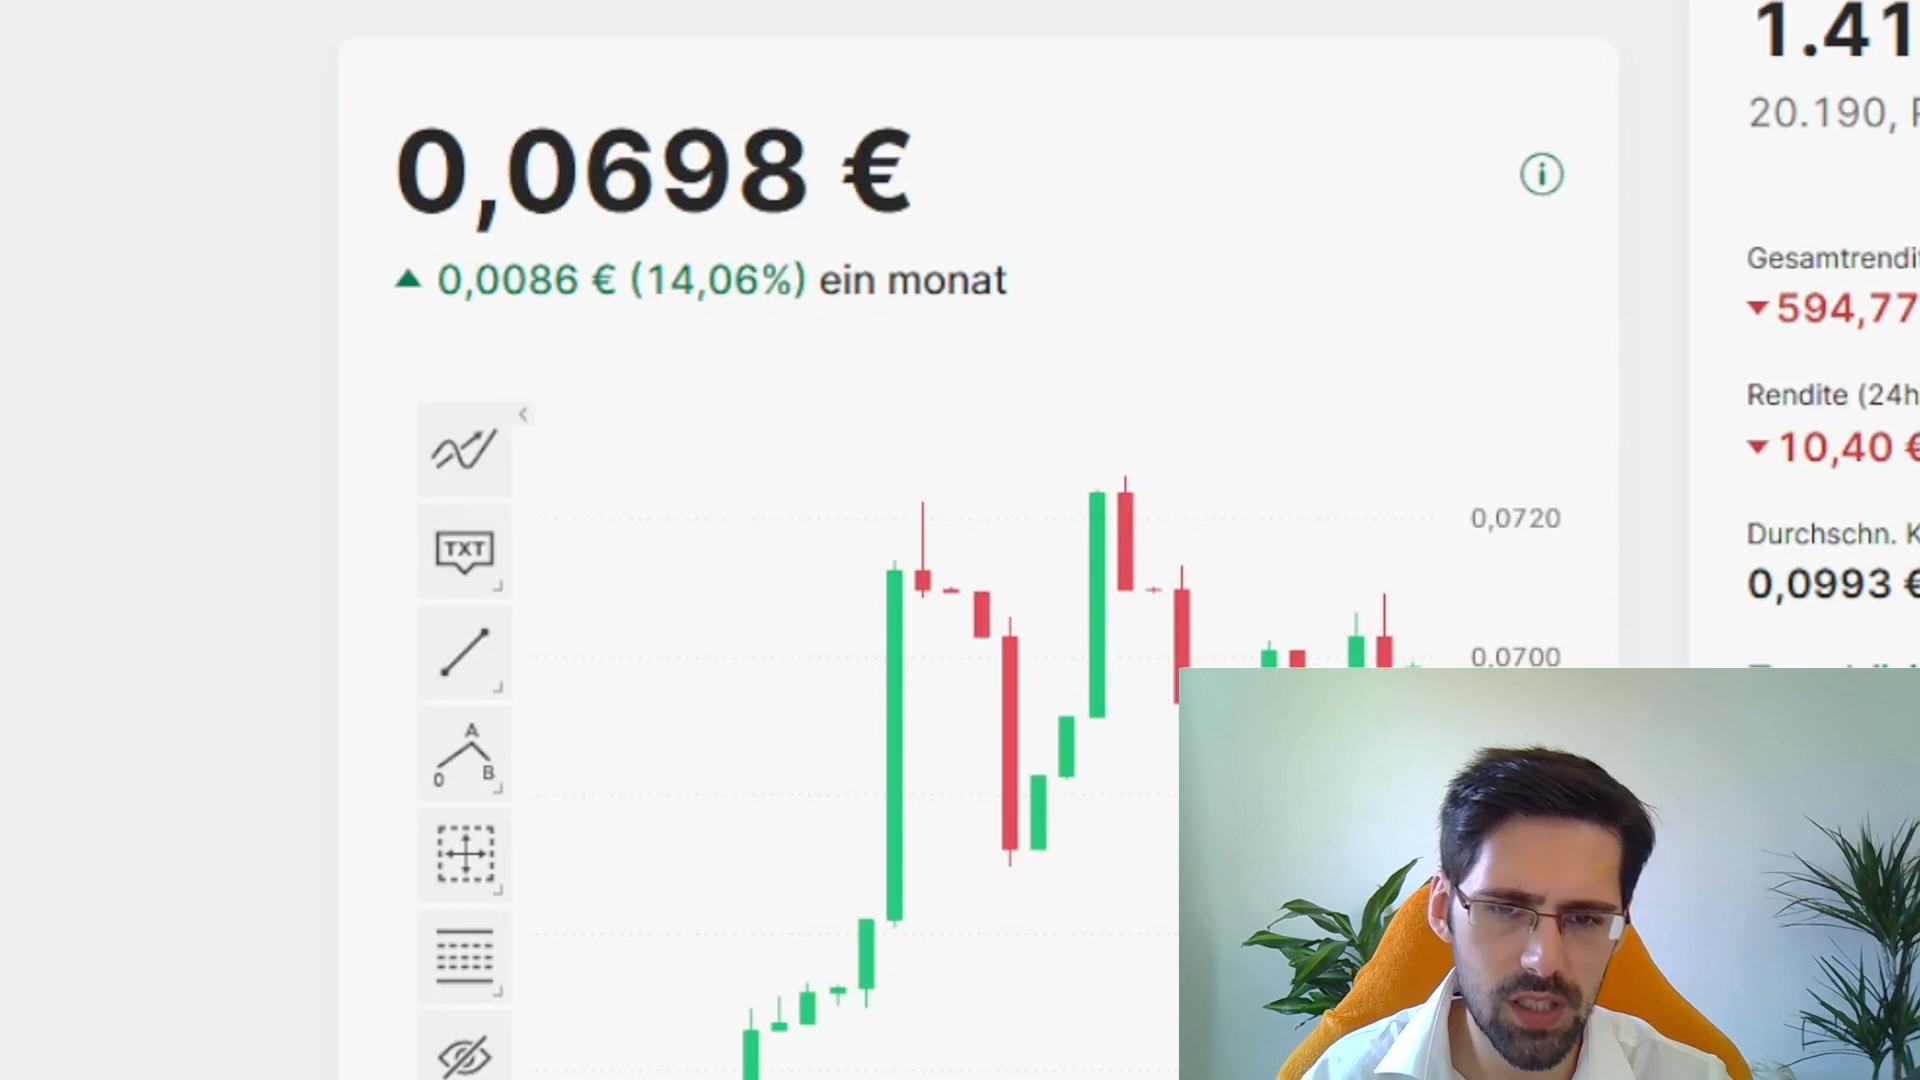 0,0698 €
0,0086 € (14,06%) ein monat
TXT
A
0
B
0,0720
0,0700
1.41
20.190,
594,77
Rendite (24h
10,40 €
Durchschn.
0,0993 €